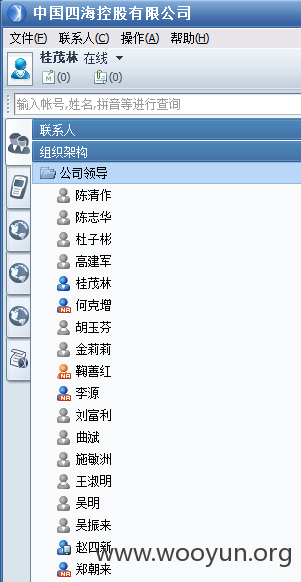 中国四海控股有限公司
文件(F) 联系人(C) 操作(A) 帮助(H)
桂茂林 在线
(0) (0)
输入帐号,姓名,拼音等进行查询
联系人
组织架构
公司领导
陈清作
陈志华
杜子彬
高建军
桂茂林
NA 何克增
胡玉芬
金莉莉
NA 鞠善红
NA 李源
刘富利
曲斌
施敏洲
王淑明
吴明
吴振来
赵四新
NA 郑朝来
www.wooyun.org